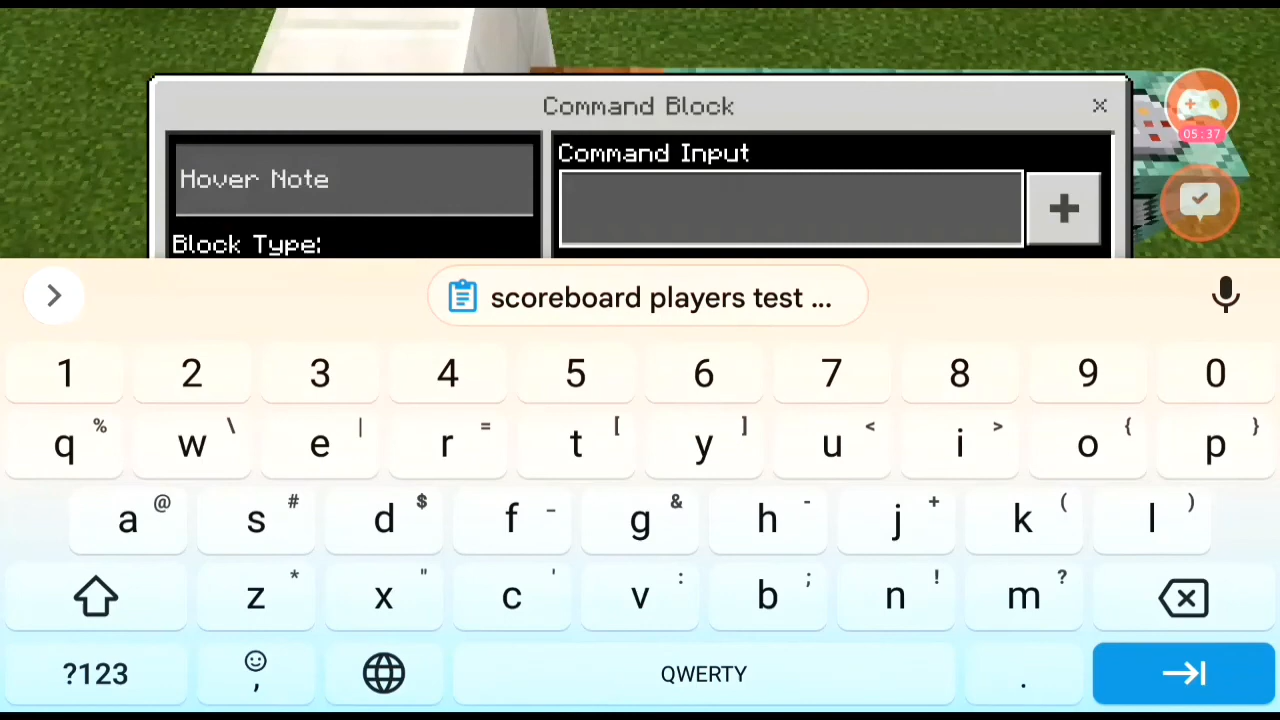 Command Block
Command Input
Hover Note
Block Type:
05:37
scoreboard players test ...
1 2 3 4 5 6 7 8 9 0
q % w \ e | r = t [ y ] u < i > o { p }
a @ s # d $ f _ g & h - j + k ( l )
z * x " c ' v : b ; n ! m ?
?123 , QWERTY .